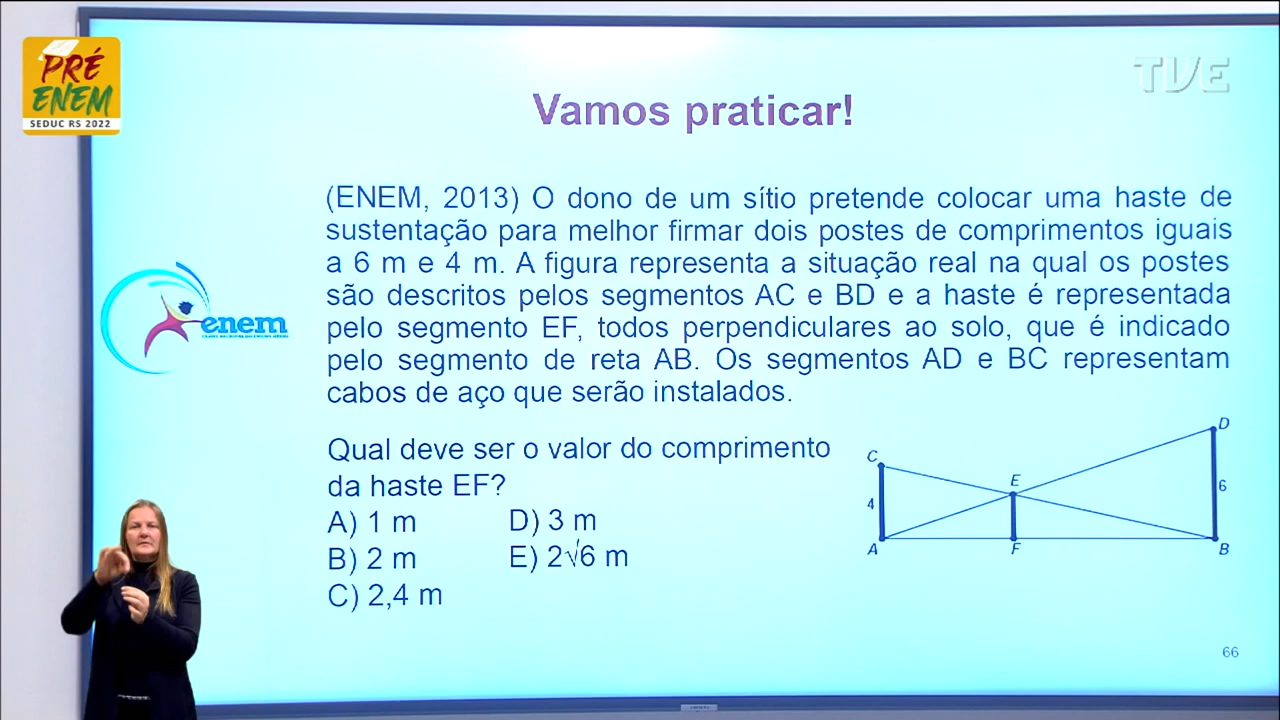 PRÉ
ENEM
SEDUC RS 2022
TVE
Vamos praticar!
(ENEM, 2013) O dono de um sítio pretende colocar uma haste de
sustentação para melhor firmar dois postes de comprimentos iguais
a 6 m e 4 m. A figura representa a situação real na qual os postes
são descritos pelos segmentos AC e BD e a haste é representada
pelo segmento EF, todos perpendiculares ao solo, que é indicado
pelo segmento de reta AB. Os segmentos AD e BC representam
cabos de aço que serão instalados.
enem
Qual deve ser o valor do comprimento
da haste EF?
A) 1 m
D) 3 m
B) 2 m
E) 2√6 m
C) 2,4 m
D
C
E
6
4
A
F
B
66